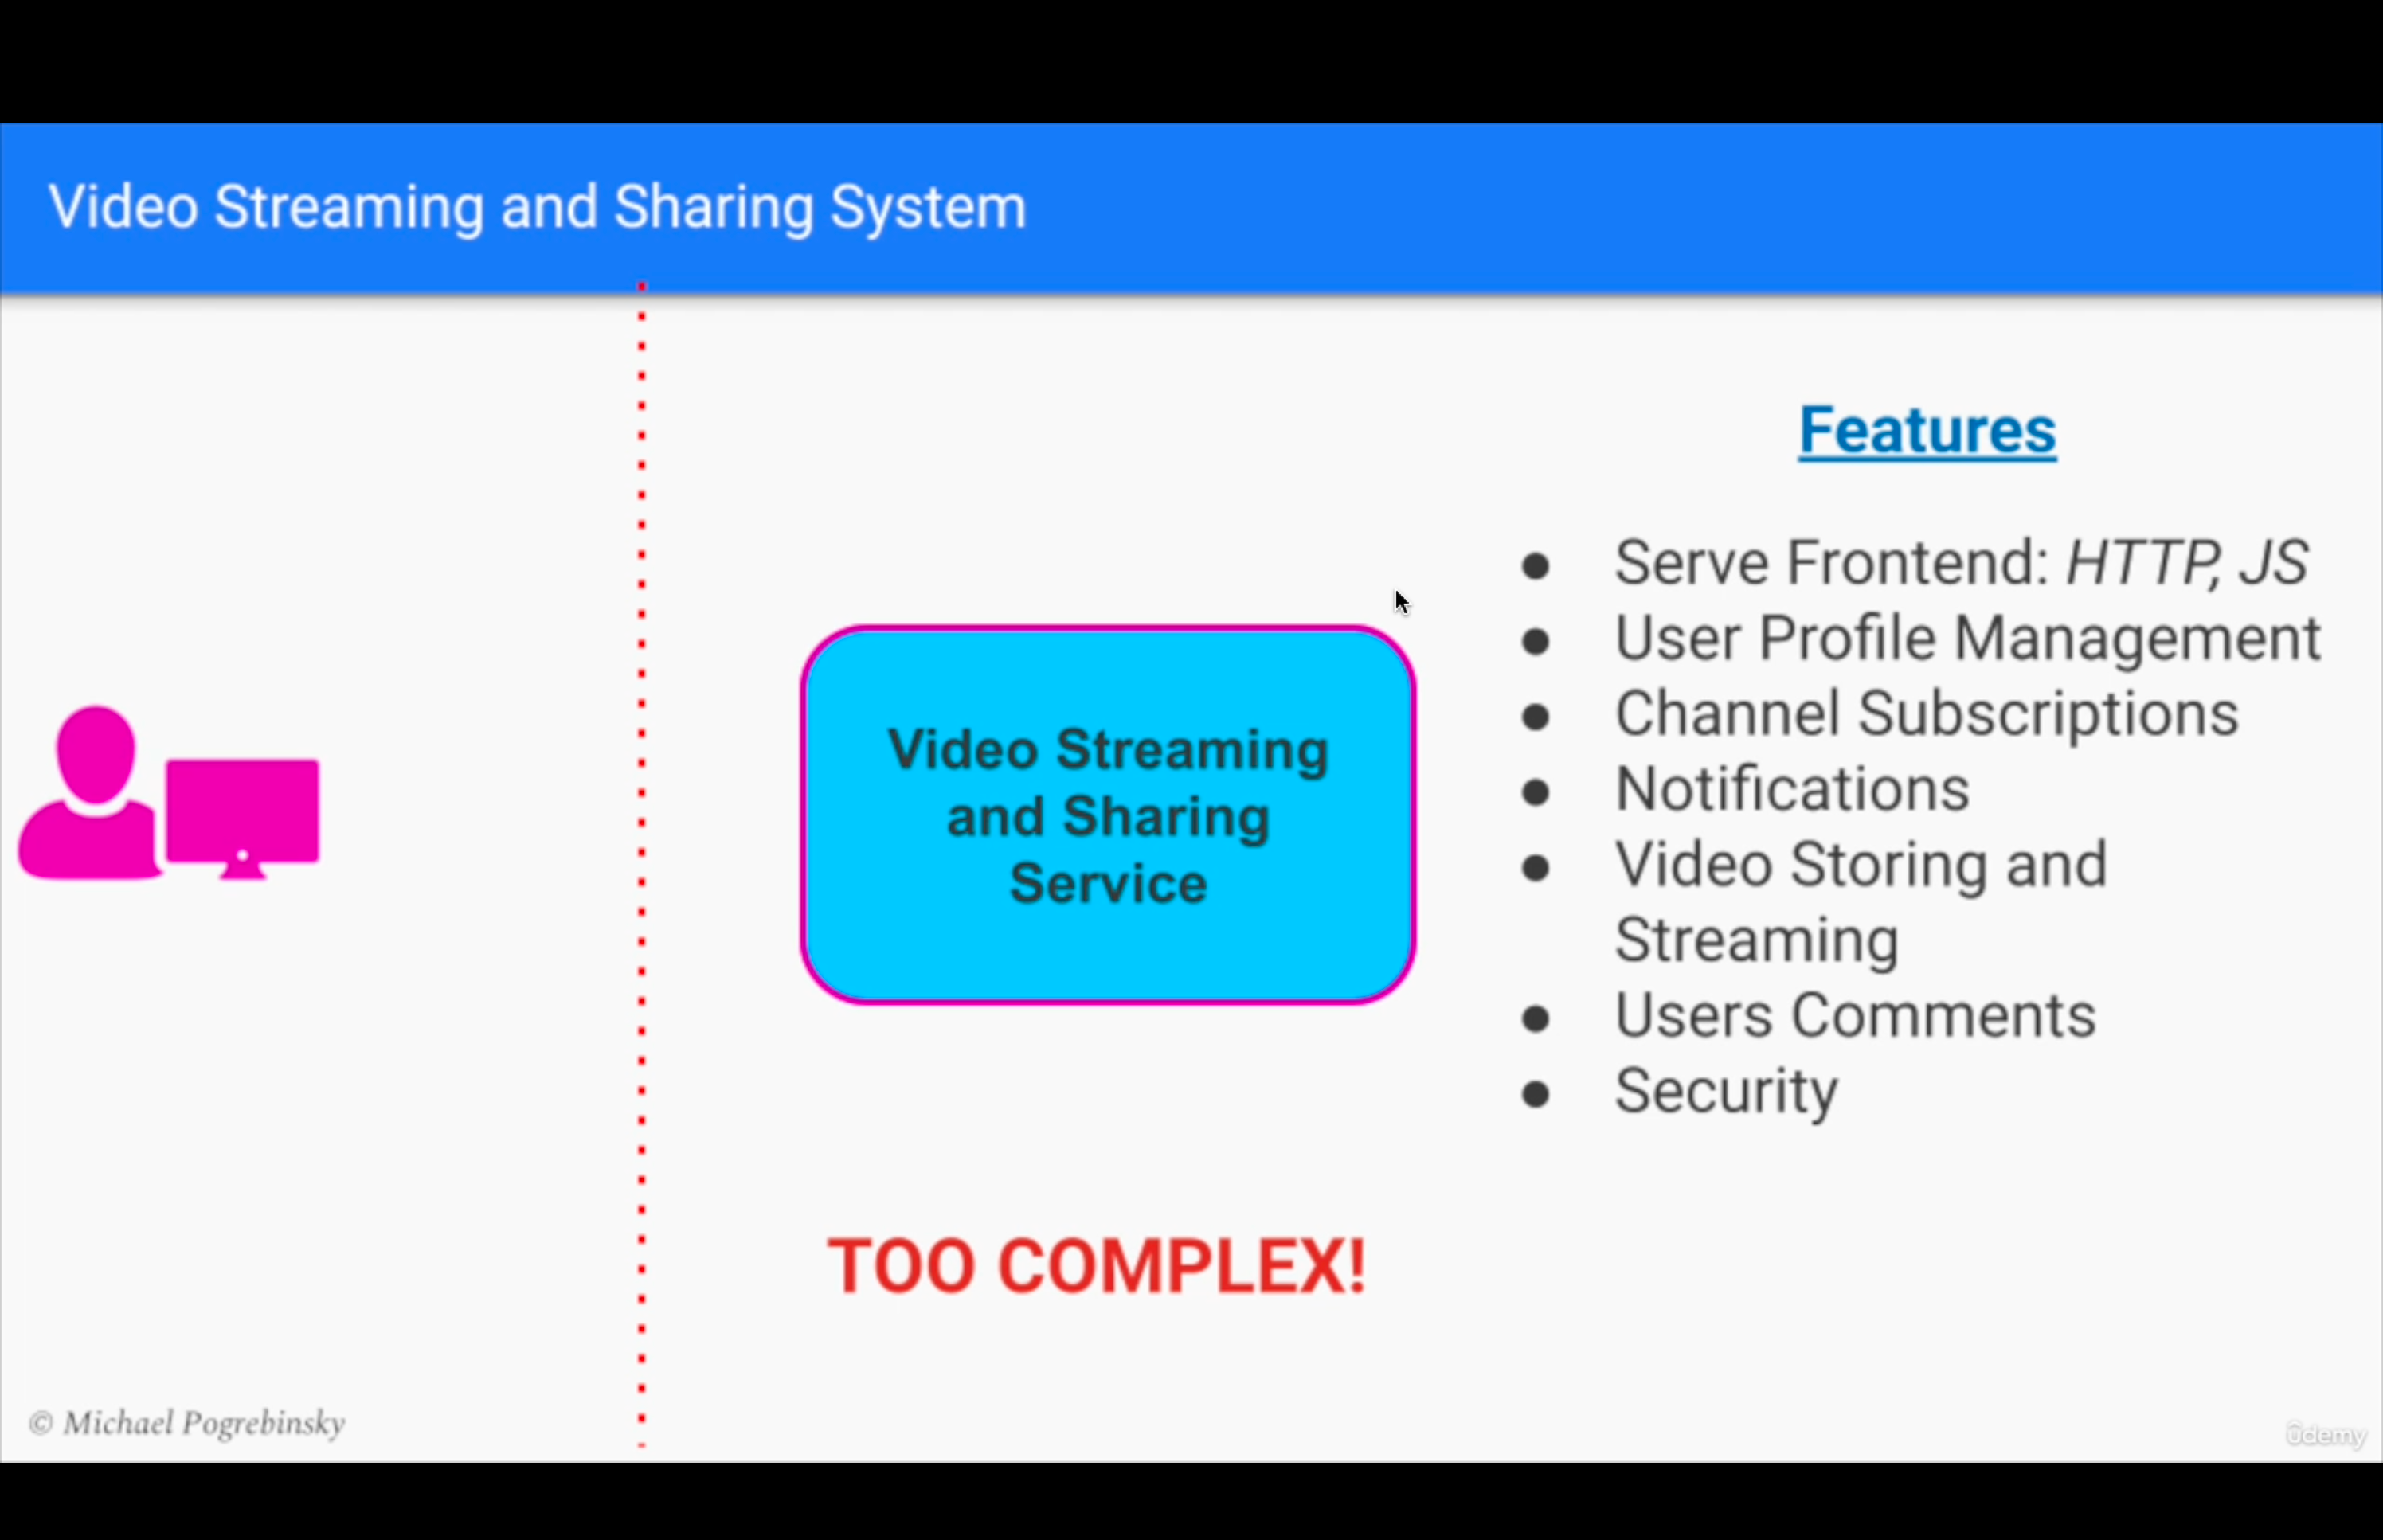 Video Streaming and Sharing System
Video Streaming
and Sharing
Service
TOO COMPLEX!
Features
● Serve Frontend: HTTP, JS
● User Profile Management
● Channel Subscriptions
● Notifications
● Video Storing and
Streaming
● Users Comments
● Security
© Michael Pogrebinsky
ûdemy